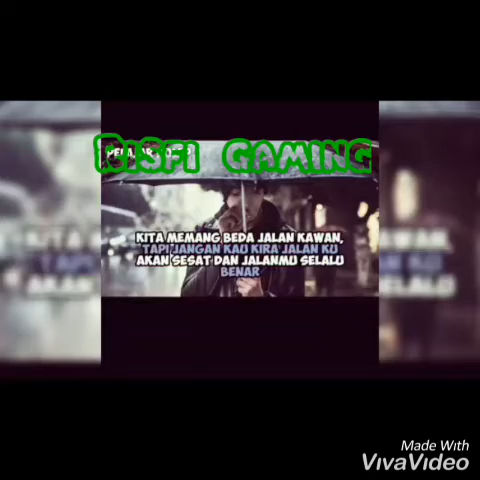 Risfi gaming
KITA MEMANG BEDA JALAN KAWAN,
TAPI JANGAN KAU KIRA JALAN KU
AKAN SESAT DAN JALANMU SELALU
BENAR
Made With
VivaVideo